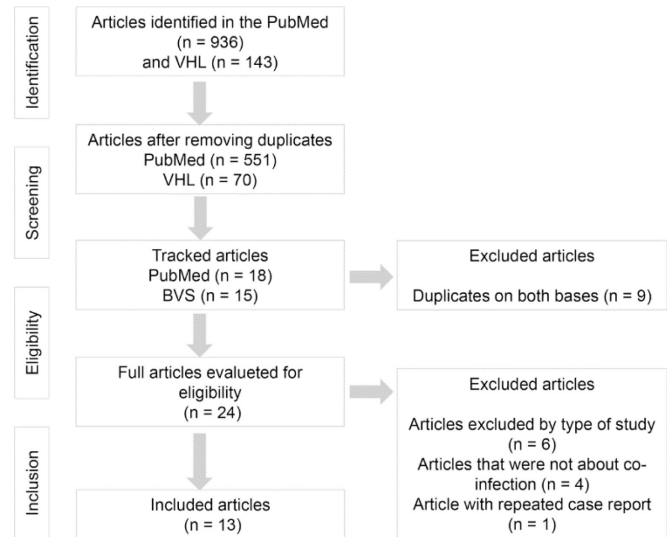 Identification
Articles identified in the PubMed
(n = 936)
and VHL (n = 143)
Articles after removing duplicates
PubMed (n = 551)
VHL (n = 70)
Screening
Tracked articles
PubMed (n = 18)
BVS (n = 15)
Excluded articles
Duplicates on both bases (n = 9)
Eligibility
Full articles evalueted for
eligibility
(n = 24)
Excluded articles
Articles excluded by type of study
(n = 6)
Articles that were not about co-
infection (n = 4)
Article with repeated case report
(n = 1)
Inclusion
Included articles
(n = 13)